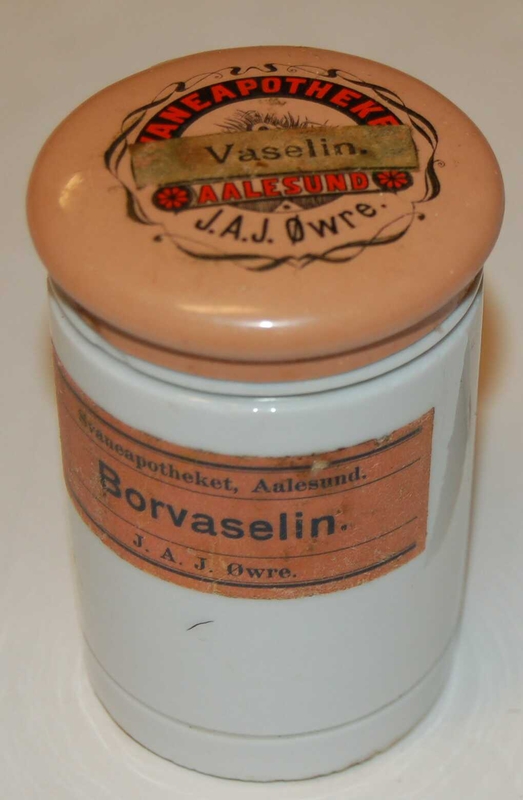 VANEAPOTHEKE
Vaselin.
AALESUND
J.A.J. Øwre.
Svaneapotheket, Aalesund.
Borvaselin.
J. A. J. Øwre.